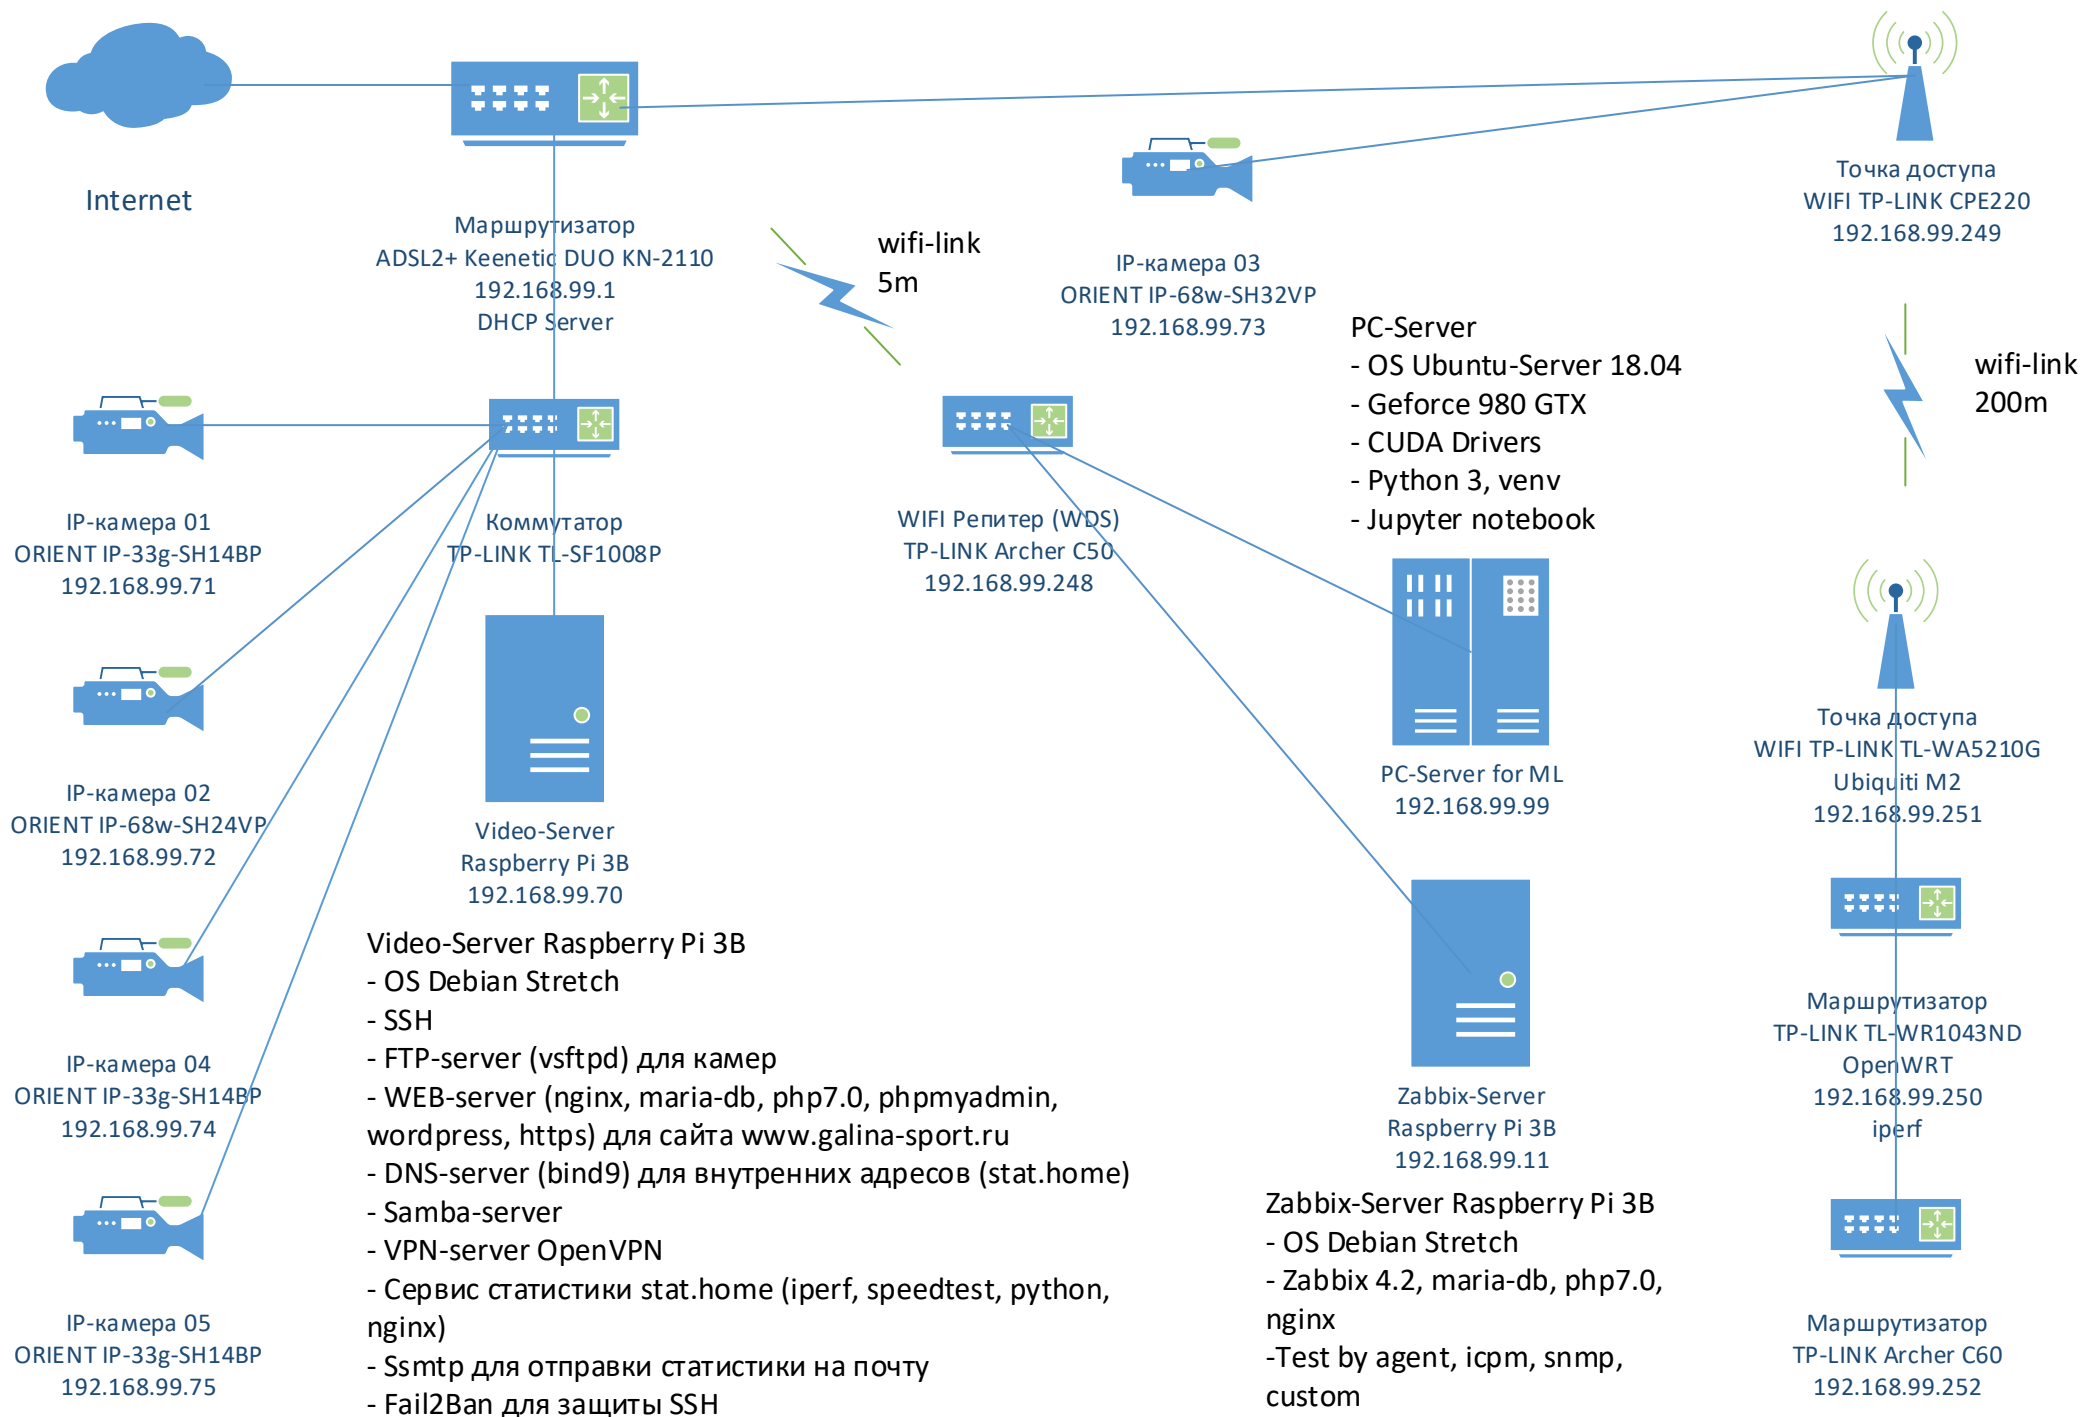 Internet
Маршрутизатор
ADSL2+ Keenetic DUO KN-2110
192.168.99.1
DHCP Server
wifi-link
5m
IP-камера 03
ORIENT IP-68w-SH32VP
192.168.99.73
Точка доступа
WIFI TP-LINK CPE220
192.168.99.249
wifi-link
200m
PC-Server
- OS Ubuntu-Server 18.04
- Geforce 980 GTX
- CUDA Drivers
- Python 3, venv
- Jupyter notebook
IP-камера 01
ORIENT IP-33g-SH14BP
192.168.99.71
Коммутатор
TP-LINK TL-SF1008P
WIFI Репитер (WDS)
TP-LINK Archer C50
192.168.99.248
IP-камера 02
ORIENT IP-68w-SH24VP
192.168.99.72
Video-Server
Raspberry Pi 3B
192.168.99.70
PC-Server for ML
192.168.99.99
Точка доступа
WIFI TP-LINK TL-WA5210G
Ubiquiti M2
192.168.99.251
IP-камера 04
ORIENT IP-33g-SH14BP
192.168.99.74
Video-Server Raspberry Pi 3B
- OS Debian Stretch
- SSH
- FTP-server (vsftpd) для камер
- WEB-server (nginx, maria-db, php7.0, phpmyadmin,
wordpress, https) для сайта www.galina-sport.ru
- DNS-server (bind9) для внутренних адресов (stat.home)
- Samba-server
- VPN-server OpenVPN
- Сервис статистики stat.home (iperf, speedtest, python,
nginx)
- Ssmtp для отправки статистики на почту
- Fail2Ban для защиты SSH
Zabbix-Server
Raspberry Pi 3B
192.168.99.11
Zabbix-Server Raspberry Pi 3B
- OS Debian Stretch
- Zabbix 4.2, maria-db, php7.0,
nginx
-Test by agent, icpm, snmp,
custom
Маршрутизатор
TP-LINK TL-WR1043ND
OpenWRT
192.168.99.250
iperf
IP-камера 05
ORIENT IP-33g-SH14BP
192.168.99.75
Маршрутизатор
TP-LINK Archer C60
192.168.99.252